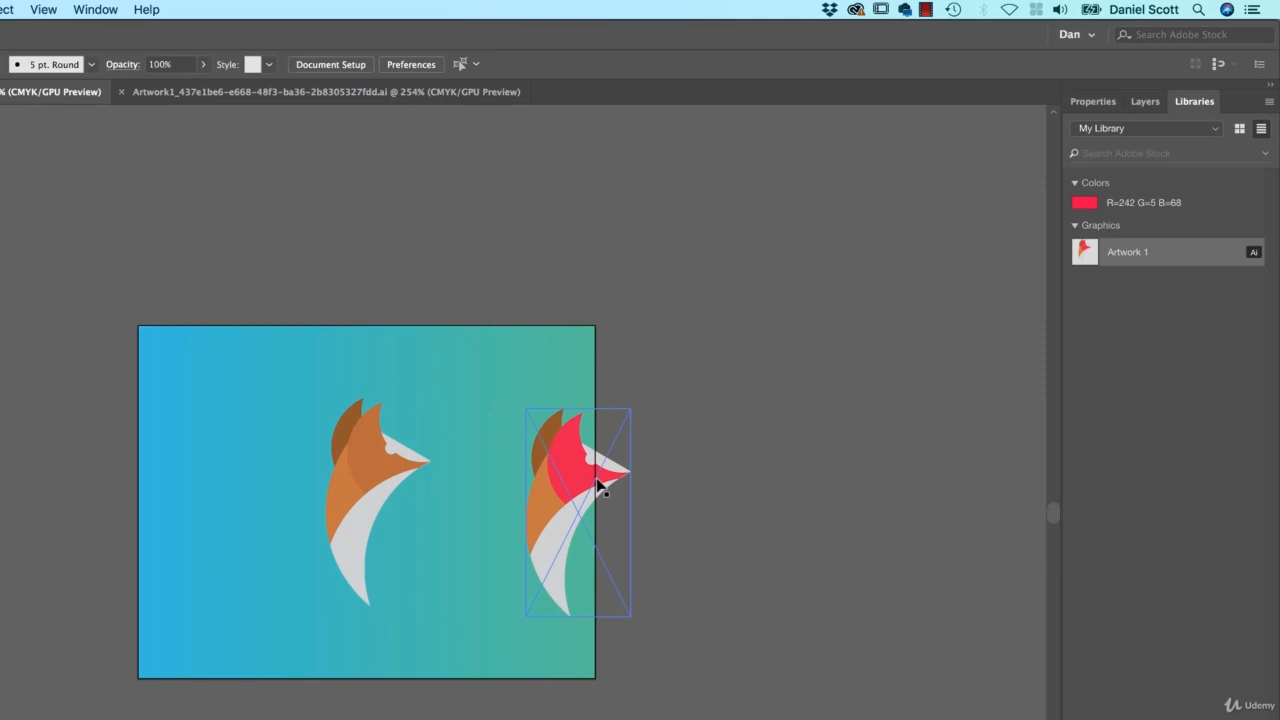 ect View Window Help Daniel Scott
Dan Search Adobe Stock
5 pt. Round Opacity: 100% Style: Document Setup Preferences
% (CMYK/GPU Preview) × Artwork1_437e1be6-e668-48f3-ba36-2b8305327fdd.ai @ 254% (CMYK/GPU Preview)
Properties Layers Libraries
My Library
Search Adobe Stock
Colors
R=242 G=5 B=68
Graphics
Artwork 1 Ai
Udemy